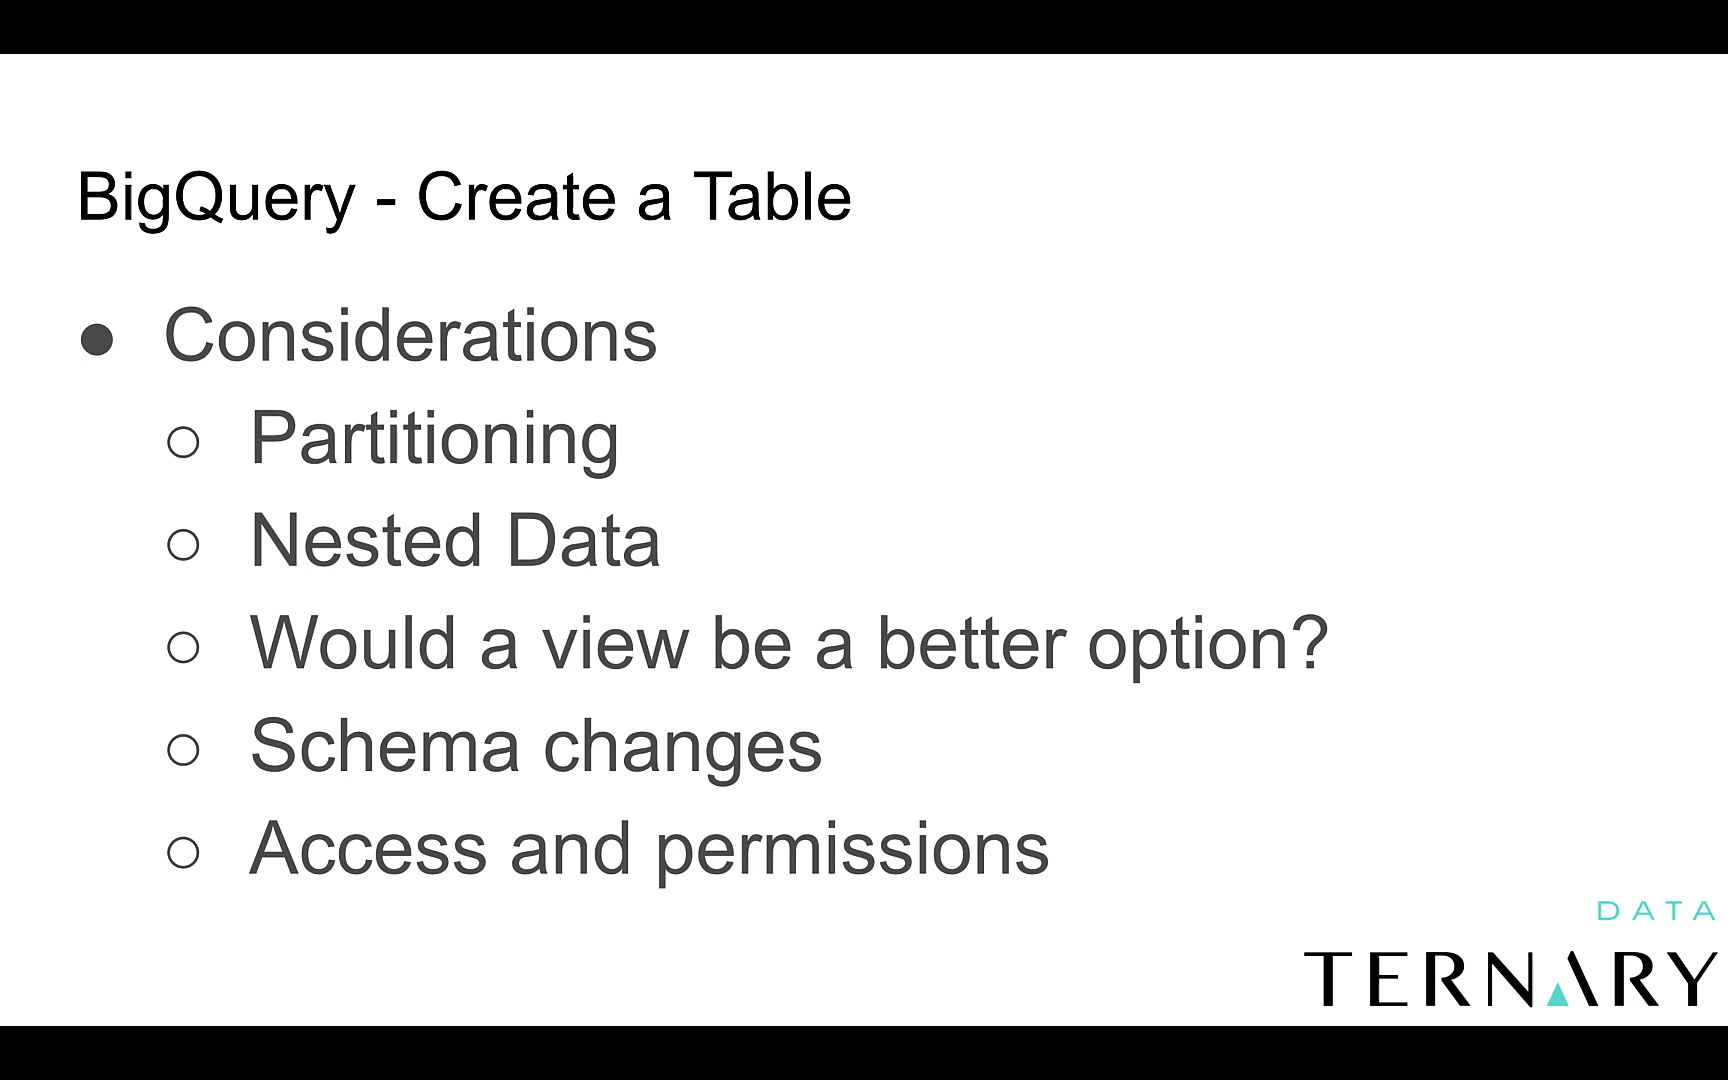 BigQuery - Create a Table
● Considerations
○ Partitioning
○ Nested Data
○ Would a view be a better option?
○ Schema changes
○ Access and permissions
DATA
TERNARY